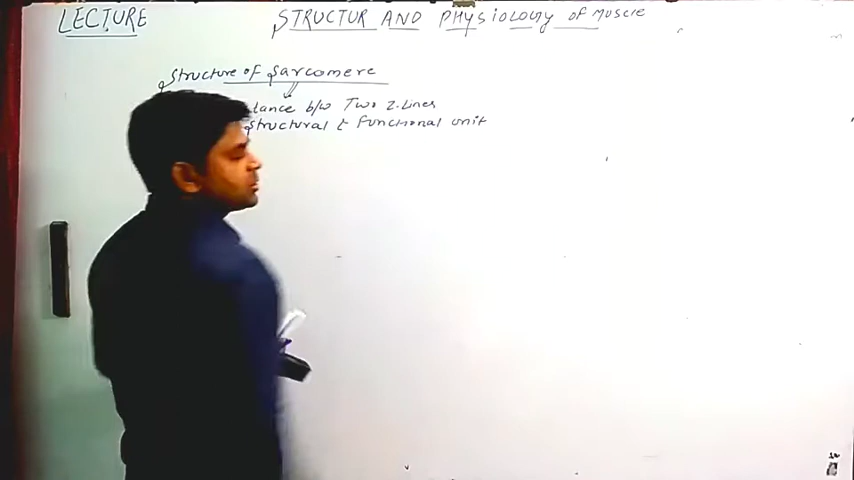 LECTURE STRUCTUR AND PHYSIOLOGY OF MUSCLE
Structure of Sarcomere
tance b/w Two Z-Lines
Structural & Functional unit